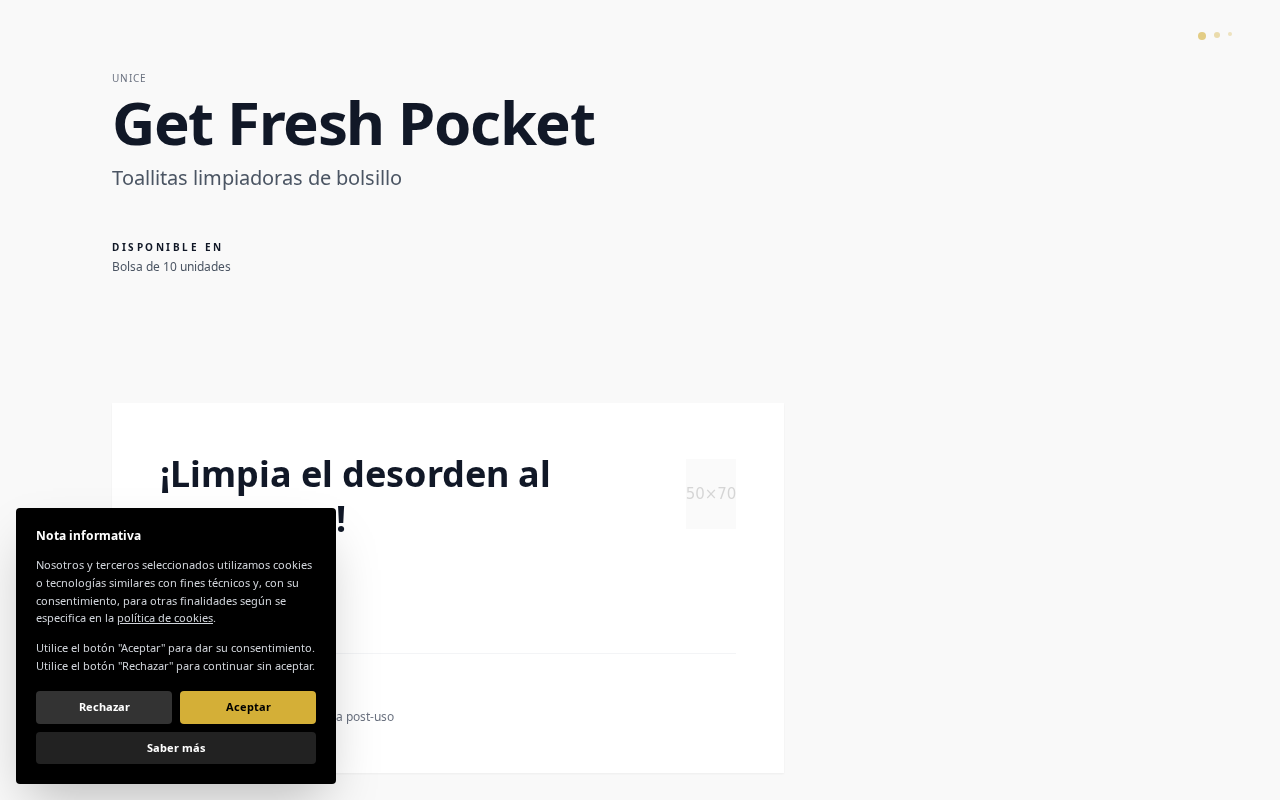 UNICE
Get Fresh Pocket
Toallitas limpiadoras de bolsillo
DISPONIBLE EN
Bolsa de 10 unidades
¡Limpia el desorden al
!
50×70
a post-uso
Nota informativa
Nosotros y terceros seleccionados utilizamos cookies
o tecnologías similares con fines técnicos y, con su
consentimiento, para otras finalidades según se
especifica en la política de cookies.
Utilice el botón "Aceptar" para dar su consentimiento.
Utilice el botón "Rechazar" para continuar sin aceptar.
Rechazar
Aceptar
Saber más